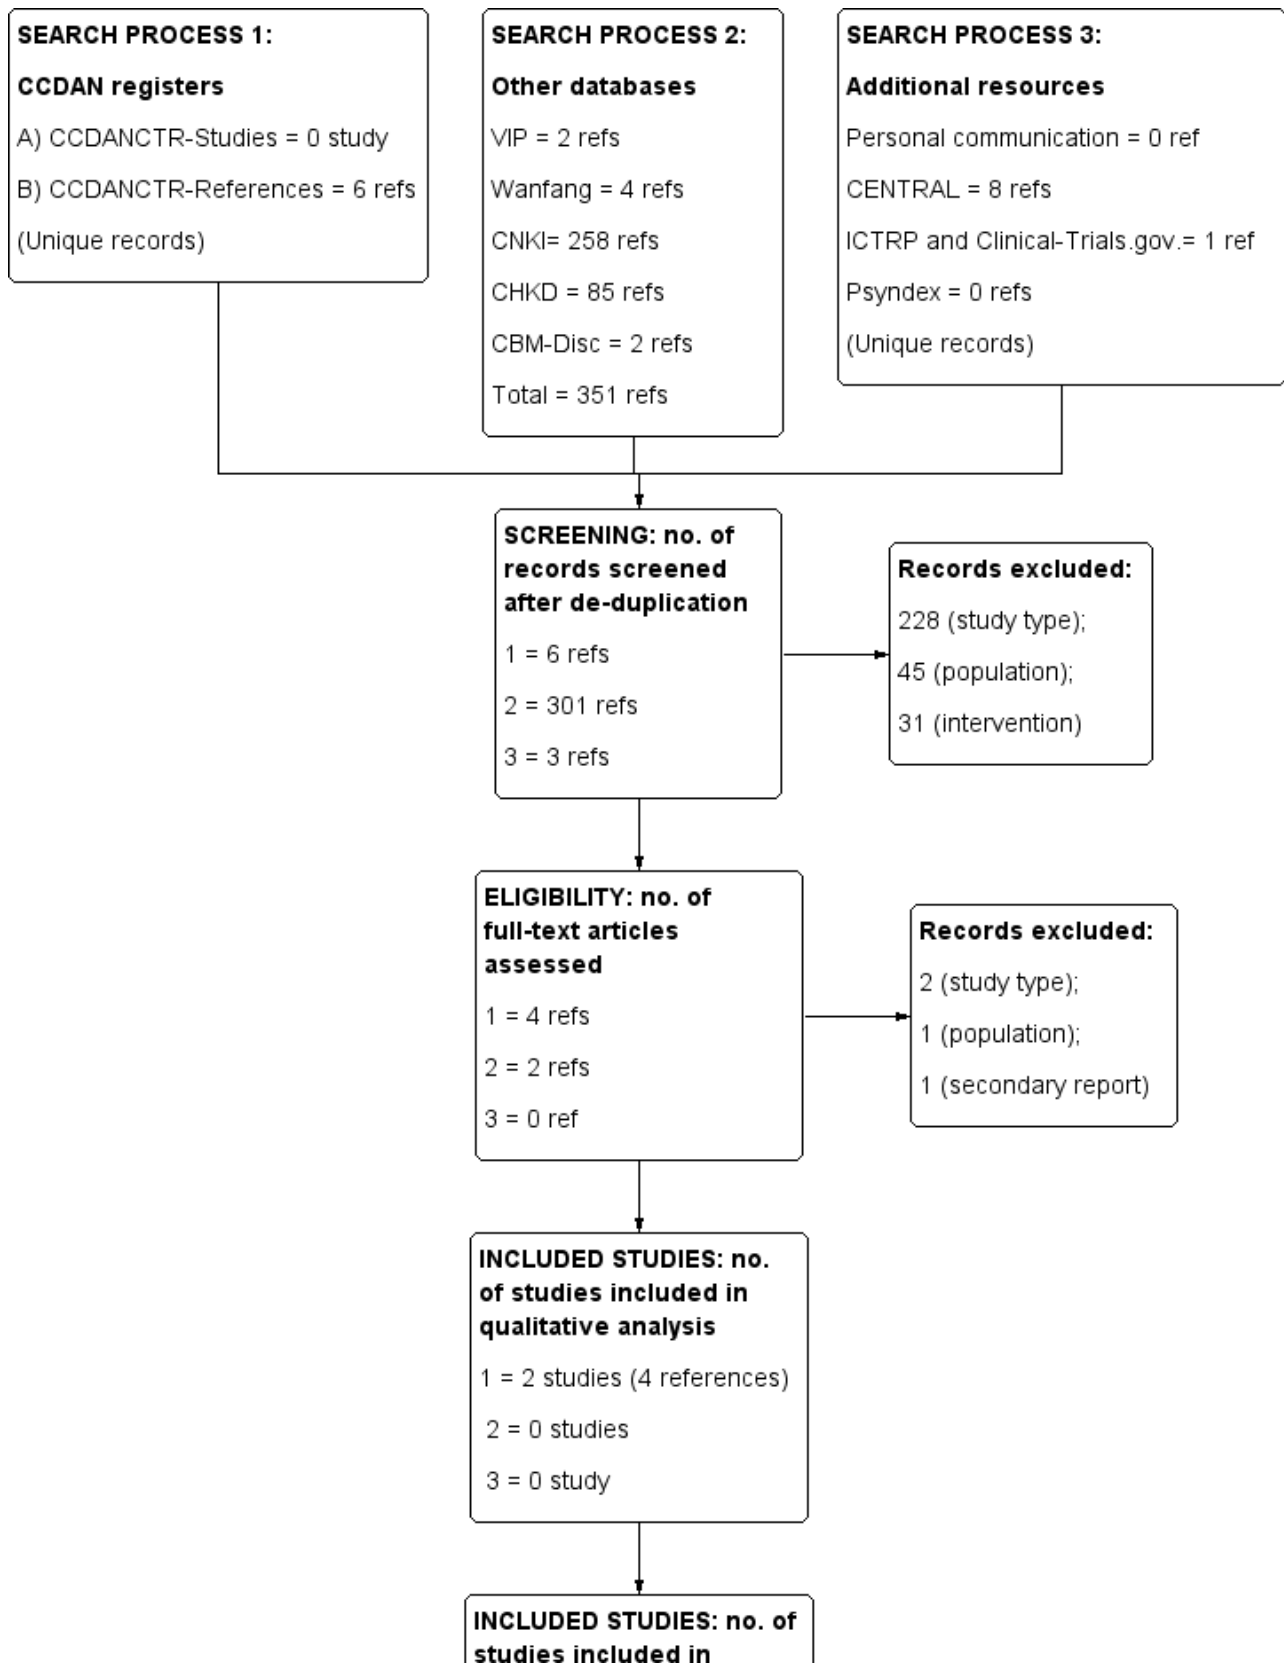 SEARCH PROCESS 1:
CCDAN registers
A) CCDANCTR-Studies = 0 study
B) CCDANCTR-References = 6 refs
(Unique records)
SEARCH PROCESS 2:
Other databases
VIP = 2 refs
Wanfang = 4 refs
CNKI= 258 refs
CHKD = 85 refs
CBM-Disc = 2 refs
Total = 351 refs
SEARCH PROCESS 3:
Additional resources
Personal communication = 0 ref
CENTRAL = 8 refs
ICTRP and Clinical-Trials.gov.= 1 ref
Psyndex = 0 refs
(Unique records)
SCREENING: no. of
records screened
after de-duplication
1 = 6 refs
2 = 301 refs
3 = 3 refs
Records excluded:
228 (study type);
45 (population);
31 (intervention)
ELIGIBILITY: no. of
full-text articles
assessed
1 = 4 refs
2 = 2 refs
3 = 0 ref
Records excluded:
2 (study type);
1 (population);
1 (secondary report)
INCLUDED STUDIES: no.
of studies included in
qualitative analysis
1 = 2 studies (4 references)
2 = 0 studies
3 = 0 study
INCLUDED STUDIES: no. of
studies included in